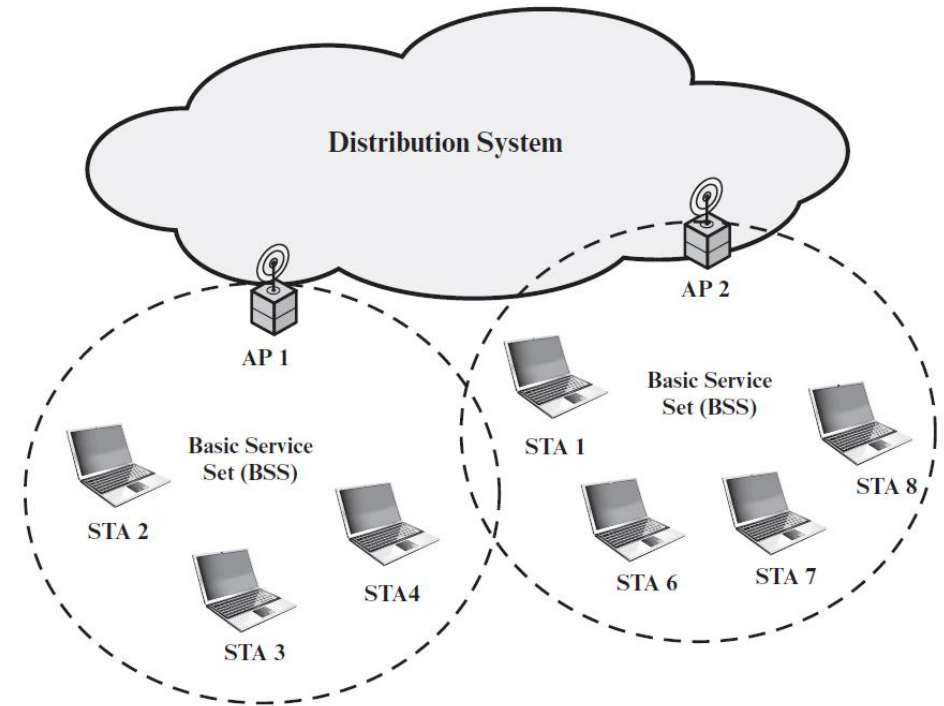 Distribution System
AP 2
AP 1
Basic Service
Set (BSS)
STA 1
STA 8
Basic Service
Set (BSS)
STA 2
STA 6
STA 7
STA4
STA 3